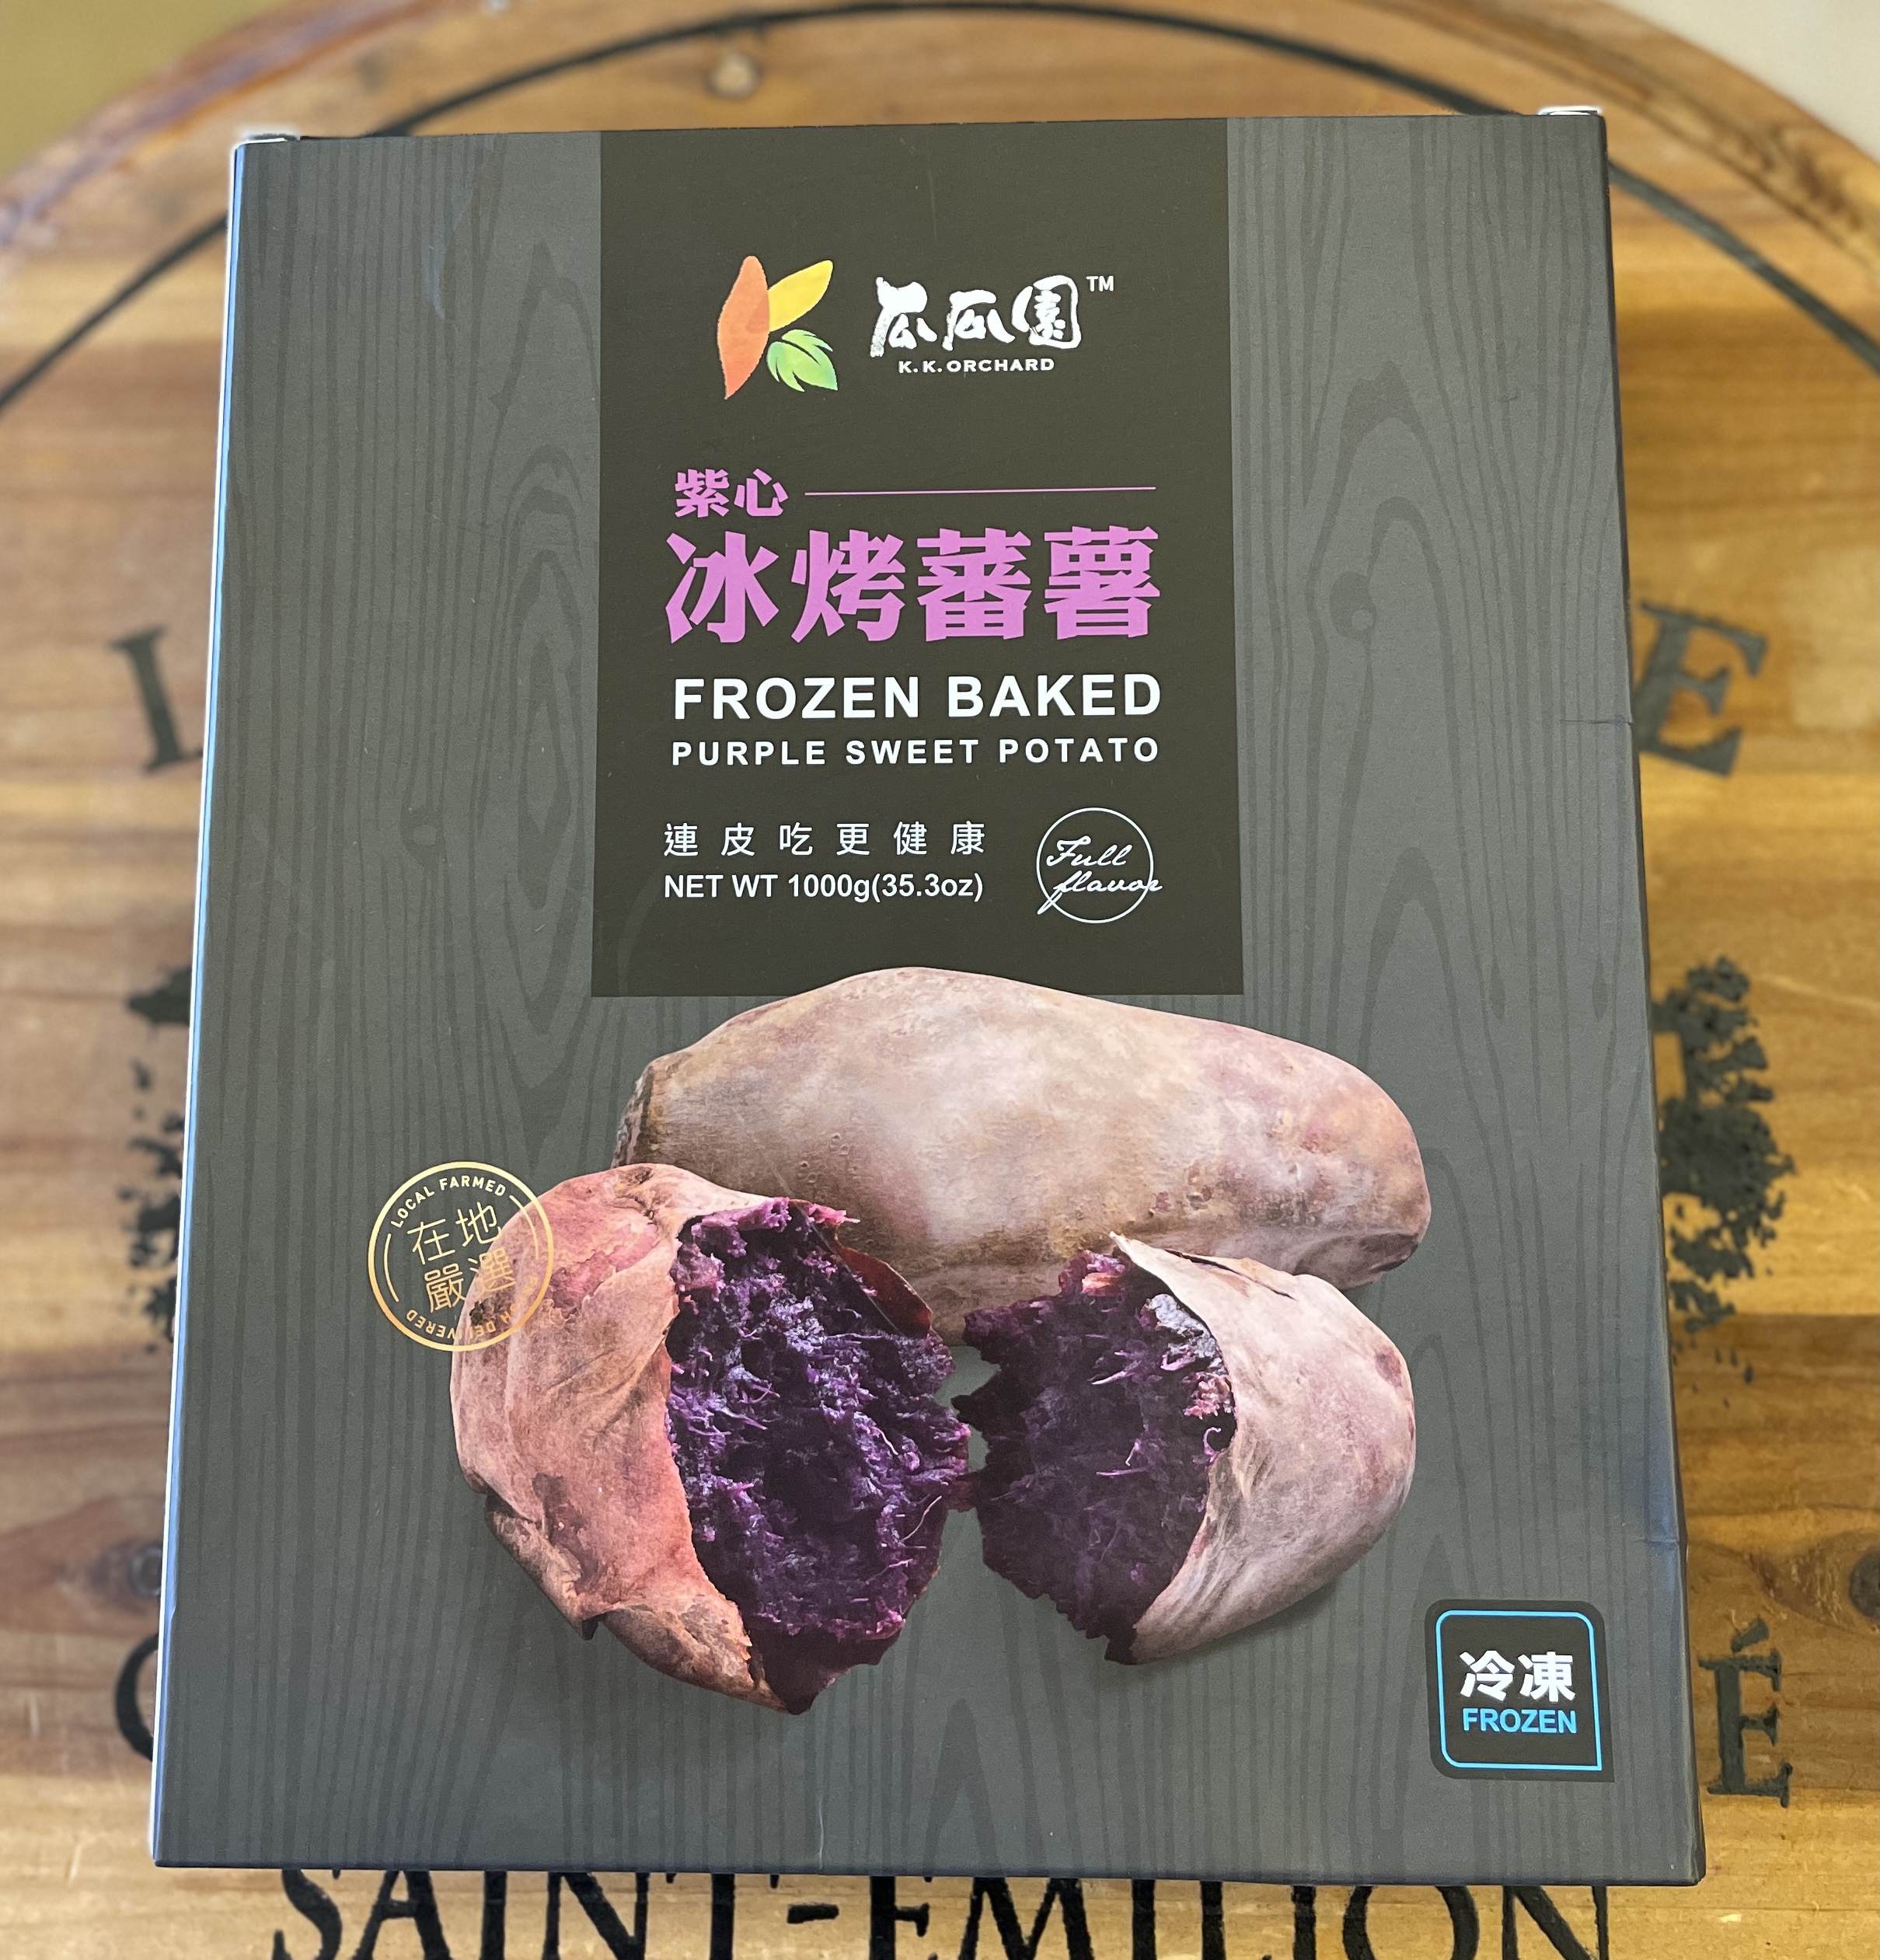 瓜瓜園™
K.K.ORCHARD
紫心
冰烤蕃薯
FROZEN BAKED
PURPLE SWEET POTATO
連皮吃更健康
NET WT 1000g(35.3oz)
Full
flavor
LOCAL FARMED
在地
嚴選
DELIVERED
冷凍
FROZEN
SAINT-EMILION